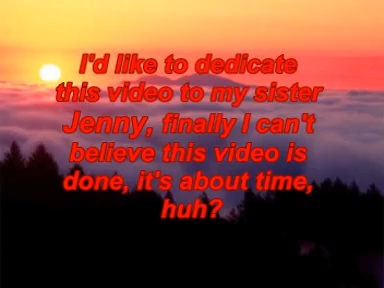 I'd like to dedicate
this video to my sister
Jenny, finally I can't
believe this video is
done, it's about time,
huh?